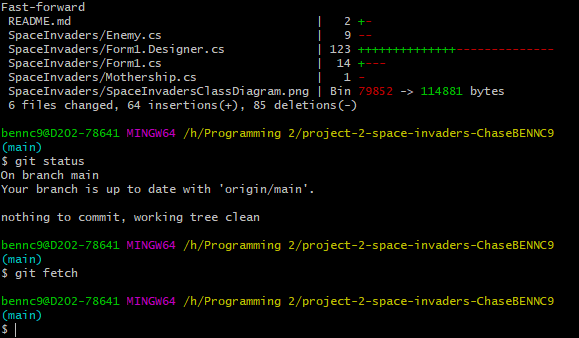 Fast-forward
README.md | 2 +-
SpaceInvaders/Enemy.cs | 9 --
SpaceInvaders/Form1.Designer.cs | 123 ++++++++++++++--------------
SpaceInvaders/Form1.cs | 14 +---
SpaceInvaders/Mothership.cs | 1 -
SpaceInvaders/SpaceInvadersClassDiagram.png | Bin 79852 -> 114881 bytes
6 files changed, 64 insertions(+), 85 deletions(-)
bennc9@D202-78641 MINGW64 /h/Programming 2/project-2-space-invaders-ChaseBENNC9
(main)
$ git status
On branch main
Your branch is up to date with 'origin/main'.
nothing to commit, working tree clean
bennc9@D202-78641 MINGW64 /h/Programming 2/project-2-space-invaders-ChaseBENNC9
(main)
$ git fetch
bennc9@D202-78641 MINGW64 /h/Programming 2/project-2-space-invaders-ChaseBENNC9
(main)
$